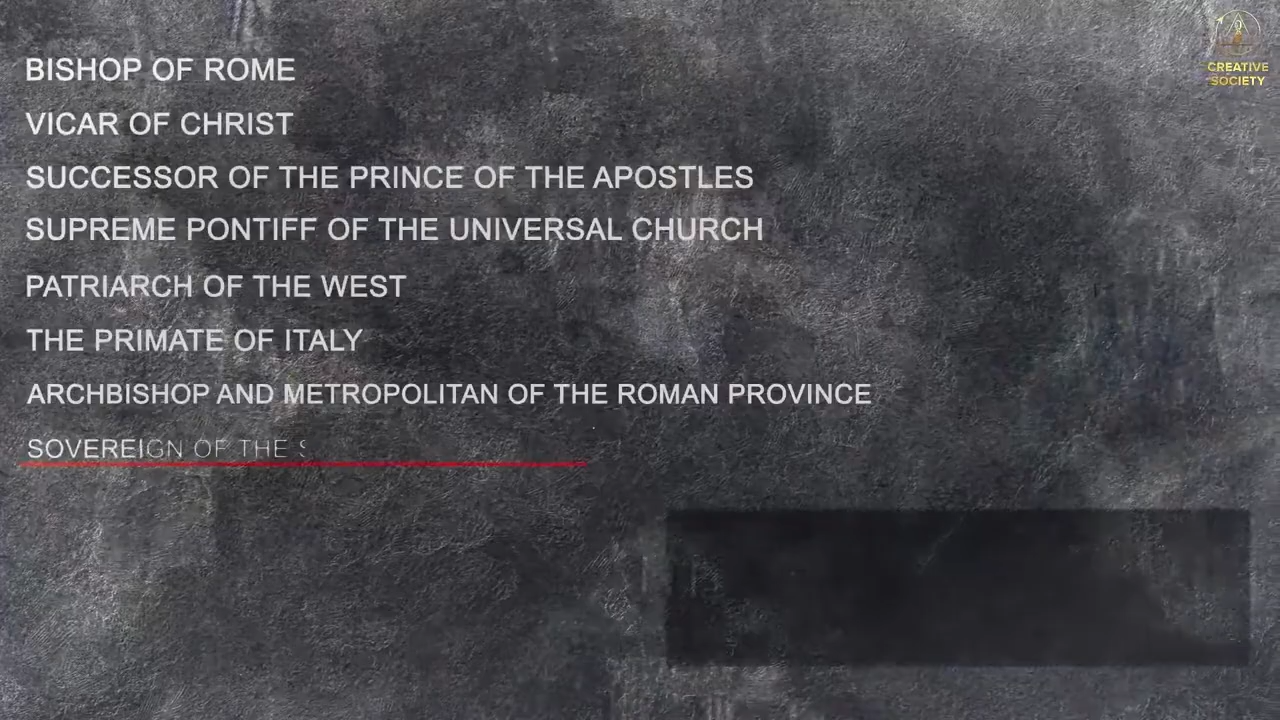 BISHOP OF ROME
VICAR OF CHRIST
SUCCESSOR OF THE PRINCE OF THE APOSTLES
SUPREME PONTIFF OF THE UNIVERSAL CHURCH
PATRIARCH OF THE WEST
THE PRIMATE OF ITALY
ARCHBISHOP AND METROPOLITAN OF THE ROMAN PROVINCE
SOVEREIGN OF THE
CREATIVE
SOCIETY